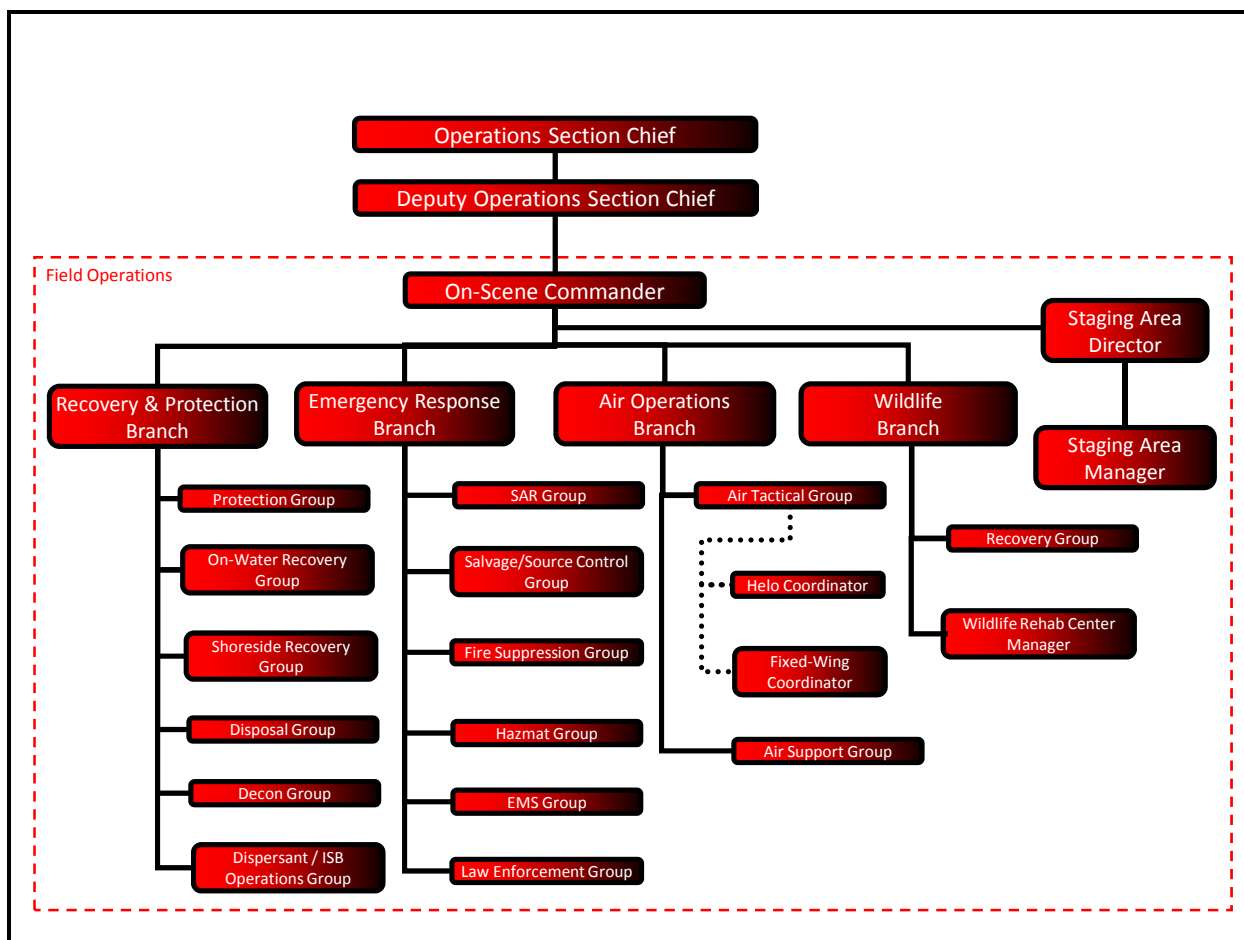 Operations Section Chief
Deputy Operations Section Chief
Field Operations
On-Scene Commander
Staging Area
Director
Recovery & Protection
Branch
Emergency Response
Branch
Air Operations
Branch
Wildlife
Branch
Staging Area
Manager
Protection Group
On-Water Recovery
Group
Shoreside Recovery
Group
Disposal Group
Decon Group
Dispersant / ISB
Operations Group
SAR Group
Salvage/Source Control
Group
Fire Suppression Group
Hazmat Group
EMS Group
Law Enforcement Group
Air Tactical Group
Helo Coordinator
Fixed-Wing
Coordinator
Air Support Group
Recovery Group
Wildlife Rehab Center
Manager